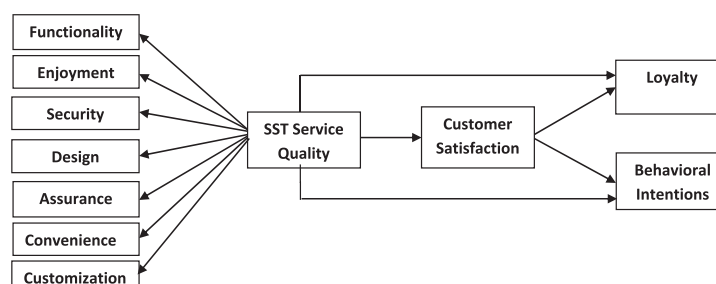 Functionality
Enjoyment
Security
Design
Assurance
Convenience
Customization
SST Service
Quality
Customer
Satisfaction
Loyalty
Behavioral
Intentions